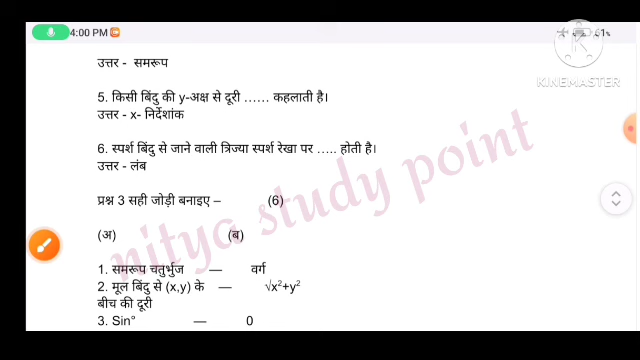 4:00 PM
61%
KINEMASTER
उत्तर - समरूप
5. किसी बिंदु की y-अक्ष से दूरी …… कहलाती है।
उत्तर - x- निर्देशांक
6. स्पर्श बिंदु से जाने वाली त्रिज्या स्पर्श रेखा पर ….. होती है।
उत्तर – लंब
प्रश्न 3 सही जोड़ी बनाइए – (6)
(अ) (ब)
1. समरूप चतुर्भुज — वर्ग
2. मूल बिंदु से (x,y) के — √x²+y²
बीच की दूरी
3. Sin° — 0
nitya study point